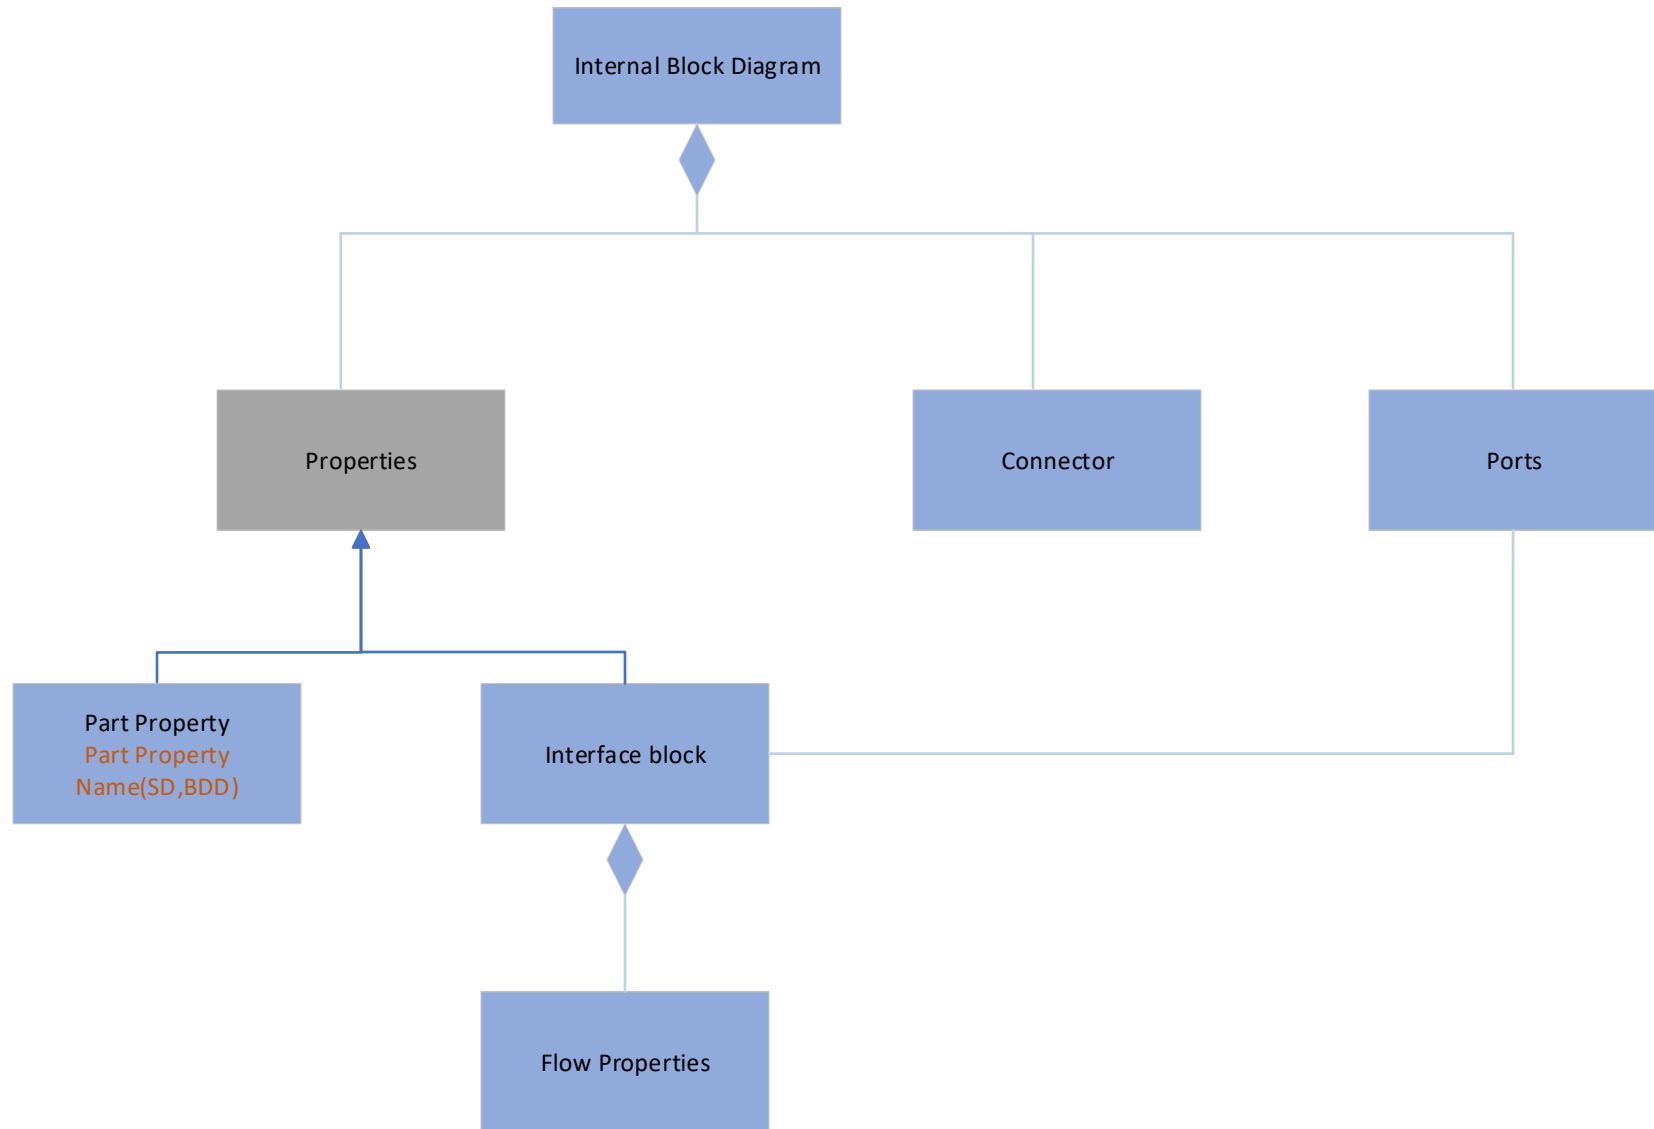 Internal Block Diagram
Properties
Connector
Ports
Part Property
Part Property
Name(SD,BDD)
Interface block
Flow Properties